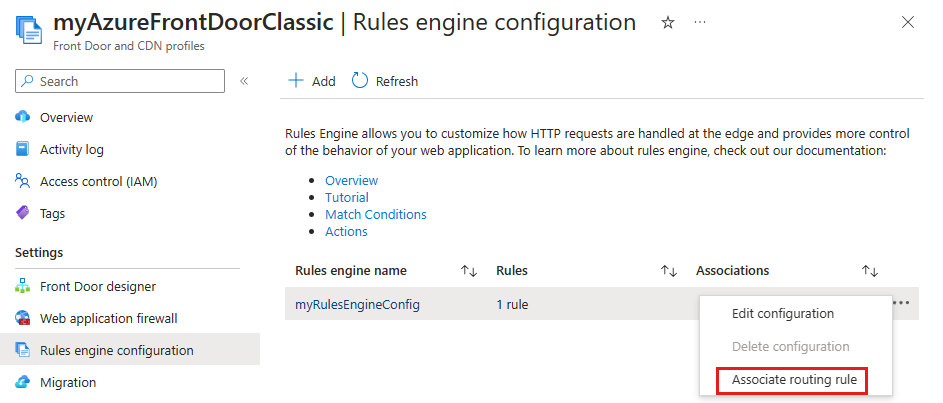 myAzureFrontDoorClassic | Rules engine configuration
Front Door and CDN profiles
Search
Overview
Activity log
Access control (IAM)
Tags
Settings
Front Door designer
Web application firewall
Rules engine configuration
Migration
Add
Refresh
Rules Engine allows you to customize how HTTP requests are handled at the edge and provides more control
of the behavior of your web application. To learn more about rules engine, check out our documentation:
Overview
Tutorial
Match Conditions
Actions
Rules engine name
Rules
Associations
myRulesEngineConfig
1 rule
Edit configuration
Delete configuration
Associate routing rule